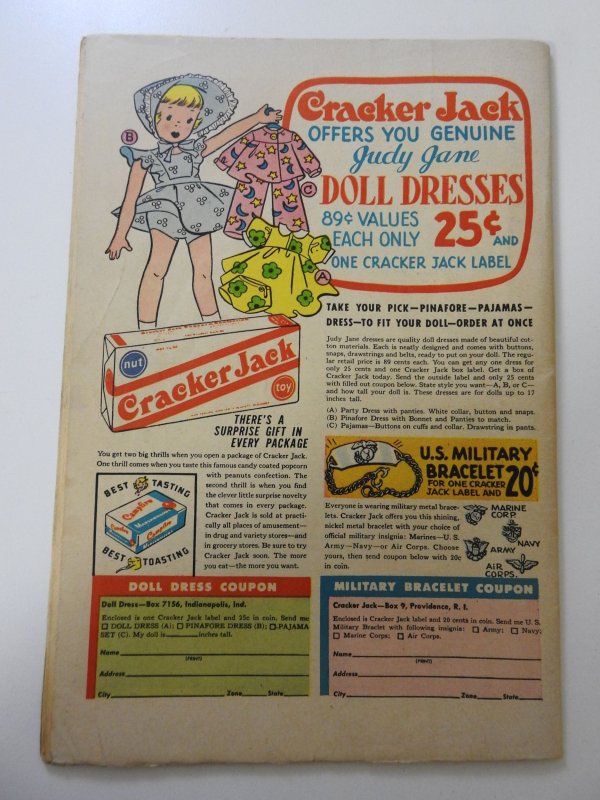 Cracker Jack
OFFERS YOU GENUINE
Judy Jane
DOLL DRESSES
89¢ VALUES
EACH ONLY 25¢ AND
ONE CRACKER JACK LABEL
B
C
A
TAKE YOUR PICK—PINAFORE—PAJAMAS—
DRESS—TO FIT YOUR DOLL—ORDER AT ONCE
Judy Jane dresses are quality doll dresses made of beautiful cot-
ton materials. Each is neatly designed and comes with buttons,
snaps, drawstrings and belts, ready to put on your doll. The regu-
lar retail price is 89 cents each. You can get any one dress for
only 25 cents and one Cracker Jack box label. Get a box of
Cracker Jack today. Send the outside label and only 25 cents
with filled out coupon below. State style you want—A, B, or C—
and how tall your doll is. These dresses are for dolls up to 17
inches tall.
(A) Party Dress with panties. White collar, button and snaps.
(B) Pinafore Dress with Bonnet and Panties to match.
(C) Pajamas—Buttons on cuffs and collar. Drawstring in pants.
nut
Cracker Jack
toy
THERE'S A
SURPRISE GIFT IN
EVERY PACKAGE
You get two big thrills when you open a package of Cracker Jack.
One thrill comes when you taste this famous candy coated popcorn
with peanuts confection. The
second thrill is when you find
the clever little surprise novelty
that comes in every package.
Cracker Jack is sold at practi-
cally all places of amusement—
in drug and variety stores—and
in grocery stores. Be sure to try
Cracker Jack soon. The more
you eat—the more you want.
BEST TASTING
Campfire
Marshmallows
Campfire
BEST TOASTING
U.S. MILITARY
BRACELET
FOR ONE CRACKER
JACK LABEL AND 20¢
Everyone is wearing military metal brace-
lets. Cracker Jack offers you this shining,
nickel metal bracelet with your choice of
official military insignia: Marines—U. S.
Army—Navy—or Air Corps. Choose
yours, then send coupon below with 20c
in coin.
MARINE
CORP.
NAVY
ARMY
AIR
CORPS.
DOLL DRESS COUPON
Doll Dress—Box 7156, Indianapolis, Ind.
Enclosed is one Cracker Jack label and 25c in coin. Send me
□ DOLL DRESS (A); □ PINAFORE DRESS (B); □ PAJAMA
SET (C). My doll is______inches tall.
Name
(PRINT)
Address
City Zone State
MILITARY BRACELET COUPON
Cracker Jack—Box 9, Providence, R. I.
Enclosed is Cracker Jack label and 20 cents in coin. Send me U. S.
Military Braclet with following insignia: □ Army; □ Navy;
□ Marine Corps; □ Air Corps.
Name
(PRINT)
Address
City Zone State